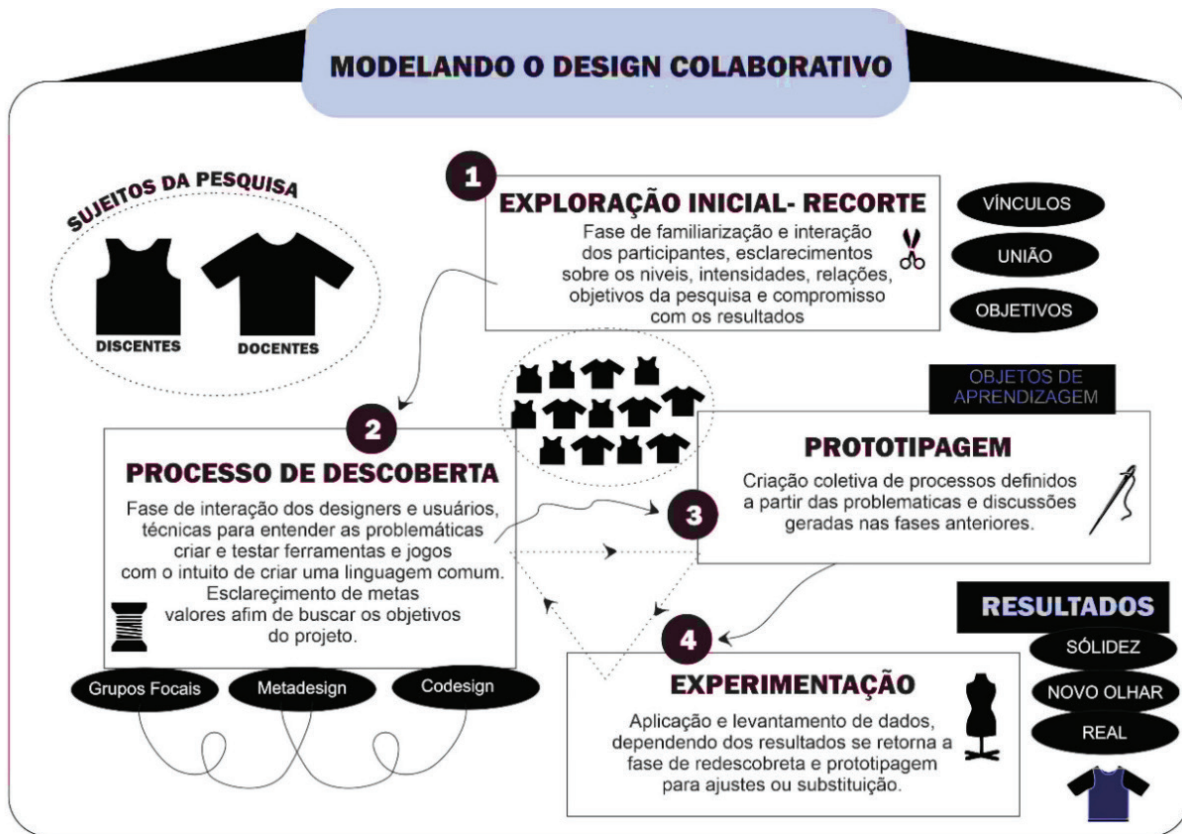 MODELANDO O DESIGN COLABORATIVO
SUJEITOS DA PESQUISA
DISCENTES
DOCENTES
1
EXPLORAÇÃO INICIAL- RECORTE
Fase de familiarização e interação
dos participantes, esclarecimentos
sobre os niveis, intensidades, relações,
objetivos da pesquisa e compromisso
com os resultados
VÍNCULOS
UNIÃO
OBJETIVOS
2
PROCESSO DE DESCOBERTA
Fase de interação dos designers e usuários,
técnicas para entender as problemáticas
criar e testar ferramentas e jogos
com o intuito de criar uma linguagem comum.
Esclareçimento de metas
valores afim de buscar os objetivos
do projeto.
Grupos Focais
Metadesign
Codesign
OBJETOS DE
APRENDIZAGEM
3
PROTOTIPAGEM
Criação coletiva de processos definidos
a partir das problematicas e discussões
geradas nas fases anteriores.
4
EXPERIMENTAÇÃO
Aplicação e levantamento de dados,
dependendo dos resultados se retorna a
fase de redescobreta e prototipagem
para ajustes ou substituição.
RESULTADOS
SÓLIDEZ
NOVO OLHAR
REAL